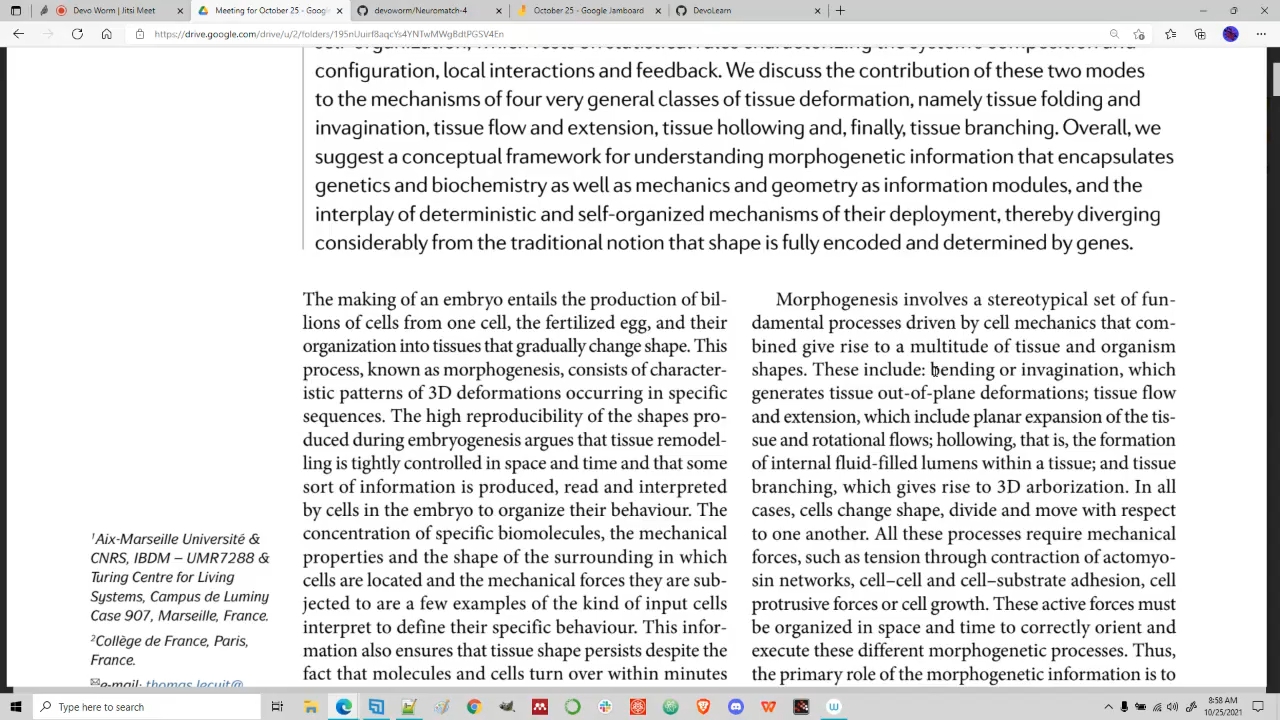 Dev Worm Jitsi Meet
Meeting for October 25 - Google
devoworm/Neuromatch-4
October 25 - Google Jamboard
DevoLearn
https://drive.google.com/drive/u/2/folders/195nUuirf8aqcYs4YNTwMWgBdtPGSV4En
configuration, local interactions and feedback. We discuss the contribution of these two modes
to the mechanisms of four very general classes of tissue deformation, namely tissue folding and
invagination, tissue flow and extension, tissue hollowing and, finally, tissue branching. Overall, we
suggest a conceptual framework for understanding morphogenetic information that encapsulates
genetics and biochemistry as well as mechanics and geometry as information modules, and the
interplay of deterministic and self-organized mechanisms of their deployment, thereby diverging
considerably from the traditional notion that shape is fully encoded and determined by genes.
The making of an embryo entails the production of bil-
lions of cells from one cell, the fertilized egg, and their
organization into tissues that gradually change shape. This
process, known as morphogenesis, consists of character-
istic patterns of 3D deformations occurring in specific
sequences. The high reproducibility of the shapes pro-
duced during embryogenesis argues that tissue remodel-
ling is tightly controlled in space and time and that some
sort of information is produced, read and interpreted
by cells in the embryo to organize their behaviour. The
concentration of specific biomolecules, the mechanical
properties and the shape of the surrounding in which
cells are located and the mechanical forces they are sub-
jected to are a few examples of the kind of input cells
interpret to define their specific behaviour. This infor-
mation also ensures that tissue shape persists despite the
fact that molecules and cells turn over within minutes
Morphogenesis involves a stereotypical set of fun-
damental processes driven by cell mechanics that com-
bined give rise to a multitude of tissue and organism
shapes. These include: bending or invagination, which
generates tissue out-of-plane deformations; tissue flow
and extension, which include planar expansion of the tis-
sue and rotational flows; hollowing, that is, the formation
of internal fluid-filled lumens within a tissue; and tissue
branching, which gives rise to 3D arborization. In all
cases, cells change shape, divide and move with respect
to one another. All these processes require mechanical
forces, such as tension through contraction of actomyo-
sin networks, cell–cell and cell–substrate adhesion, cell
protrusive forces or cell growth. These active forces must
be organized in space and time to correctly orient and
execute these different morphogenetic processes. Thus,
the primary role of the morphogenetic information is to
1Aix-Marseille Université &
CNRS, IBDM – UMR7288 &
Turing Centre for Living
Systems, Campus de Luminy
Case 907, Marseille, France.
2Collège de France, Paris,
France.
e-mail: thomas.lecuit@
Type here to search
8:58 AM
10/25/2021